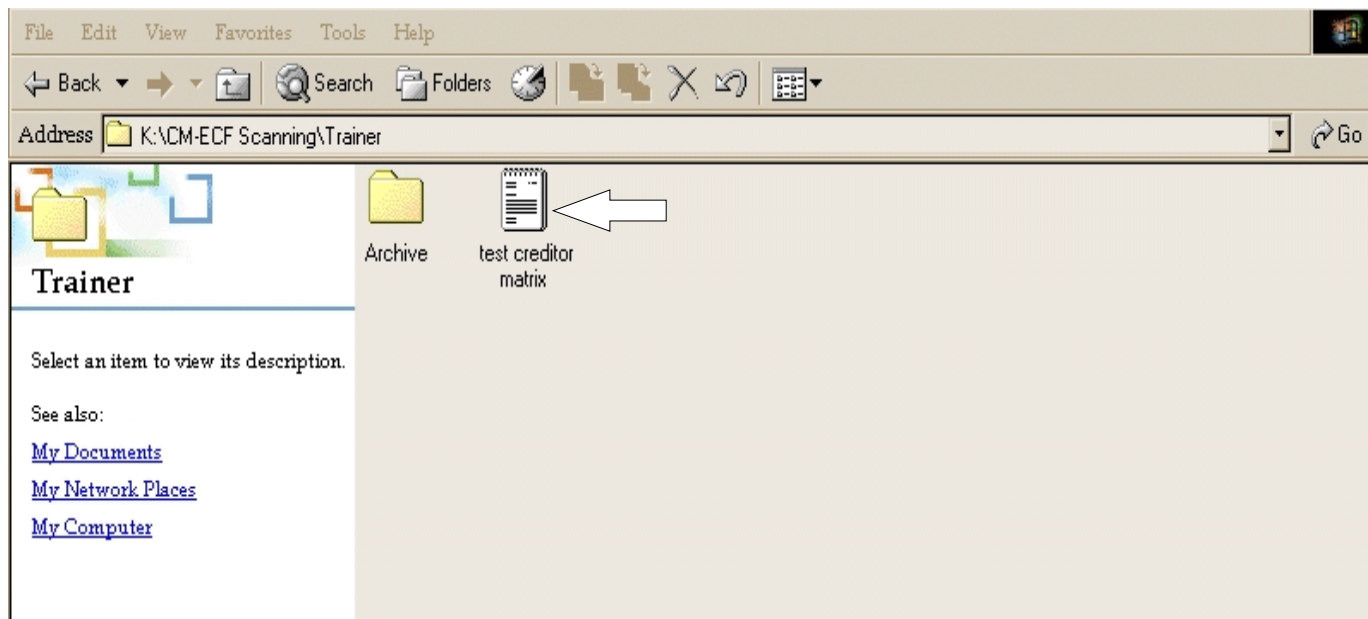 File Edit View Favorites Tools Help
Back Search Folders
Address K:\CM-ECF Scanning\Trainer Go
Trainer
Select an item to view its description.
See also:
My Documents
My Network Places
My Computer
Archive
test creditor
matrix